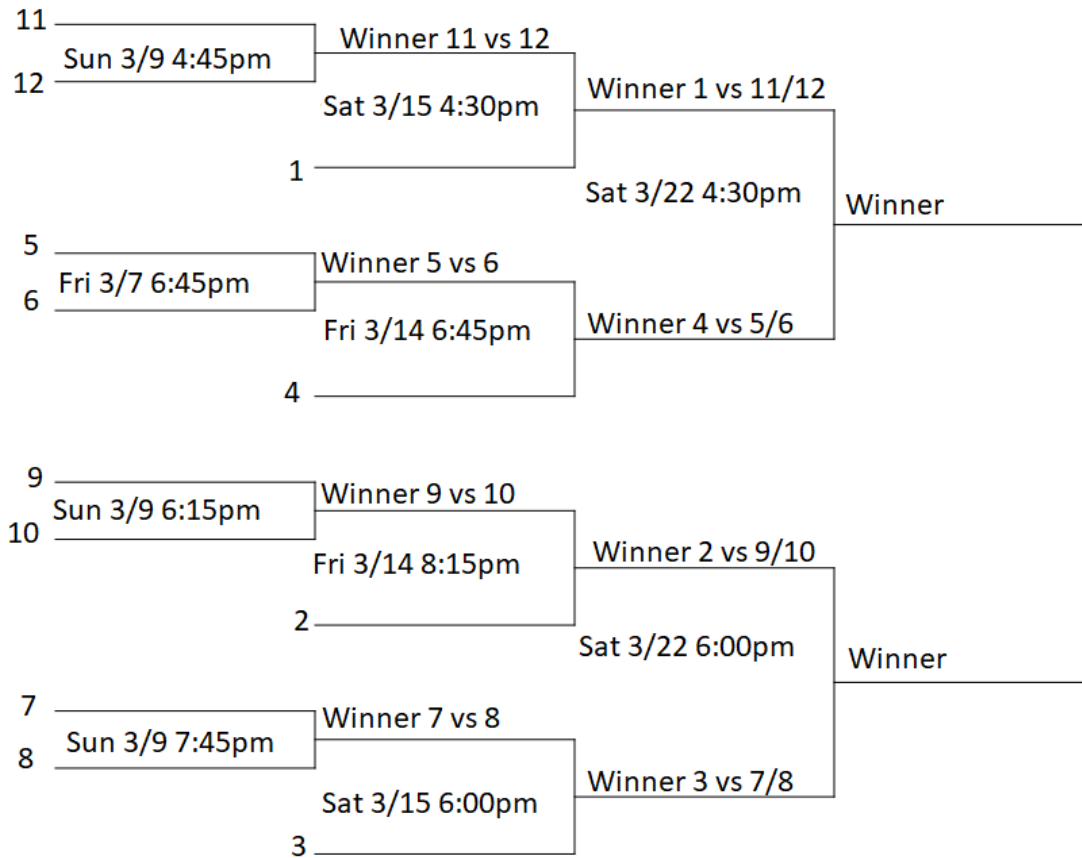 11
Winner 11 vs 12
Sun 3/9 4:45pm
12
Winner 1 vs 11/12
Sat 3/15 4:30pm
1
Sat 3/22 4:30pm
Winner
5
Winner 5 vs 6
Fri 3/7 6:45pm
6
Fri 3/14 6:45pm
Winner 4 vs 5/6
4
9
Winner 9 vs 10
Sun 3/9 6:15pm
10
Winner 2 vs 9/10
Fri 3/14 8:15pm
2
Sat 3/22 6:00pm
Winner
7
Winner 7 vs 8
Sun 3/9 7:45pm
8
Winner 3 vs 7/8
Sat 3/15 6:00pm
3